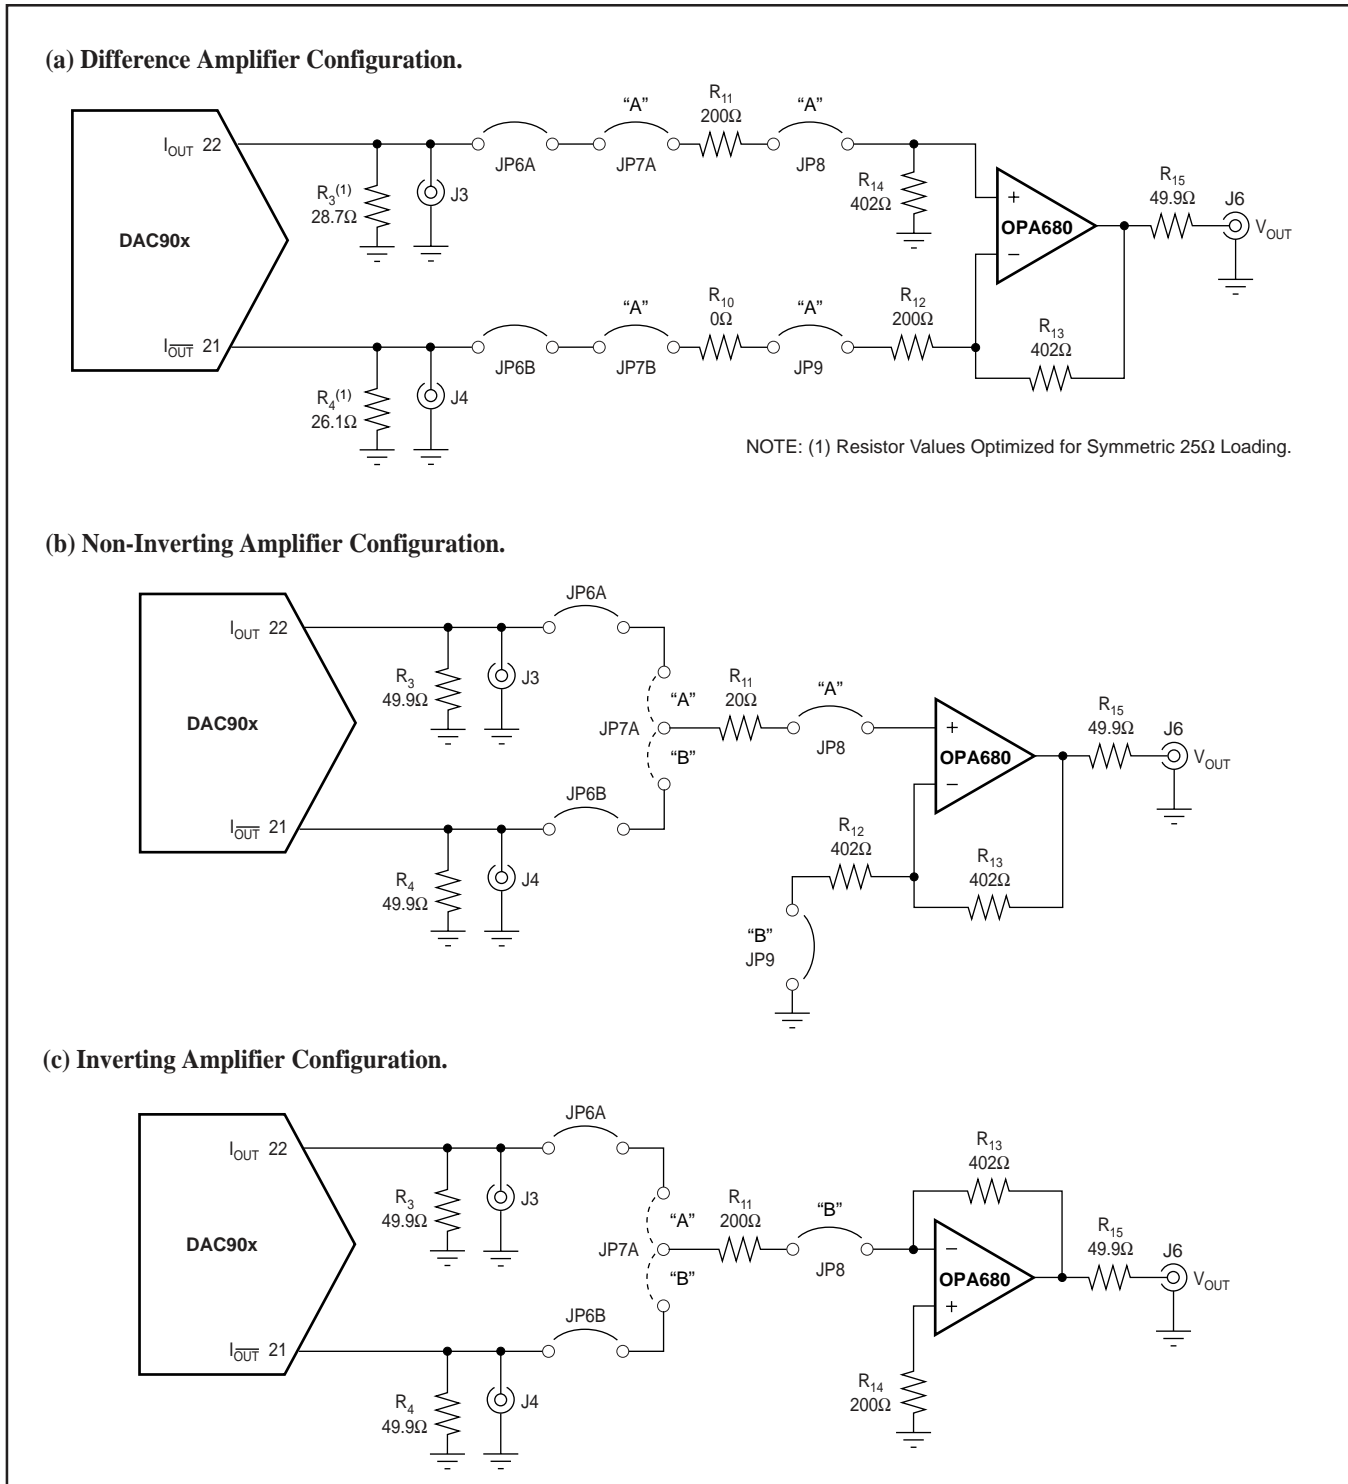 (a) Difference Amplifier Configuration.
DAC90x
I_OUT 22
R3(1)
28.7Ω
J3
JP6A
“A”
JP7A
R11
200Ω
“A”
JP8
R14
402Ω
+
−
OPA680
R15
49.9Ω
J6
V_OUT
I_O̅U̅T̅ 21
R4(1)
26.1Ω
J4
JP6B
“A”
JP7B
R10
0Ω
“A”
JP9
R12
200Ω
R13
402Ω
NOTE: (1) Resistor Values Optimized for Symmetric 25Ω Loading.
(b) Non-Inverting Amplifier Configuration.
DAC90x
I_OUT 22
R3
49.9Ω
J3
JP6A
“A”
JP7A
“B”
R11
20Ω
“A”
JP8
+
−
OPA680
R15
49.9Ω
J6
V_OUT
I_O̅U̅T̅ 21
R4
49.9Ω
J4
JP6B
R12
402Ω
R13
402Ω
“B”
JP9
(c) Inverting Amplifier Configuration.
DAC90x
I_OUT 22
R3
49.9Ω
J3
JP6A
“A”
JP7A
“B”
R11
200Ω
“B”
JP8
R13
402Ω
−
+
OPA680
R15
49.9Ω
J6
V_OUT
I_O̅U̅T̅ 21
R4
49.9Ω
J4
JP6B
R14
200Ω